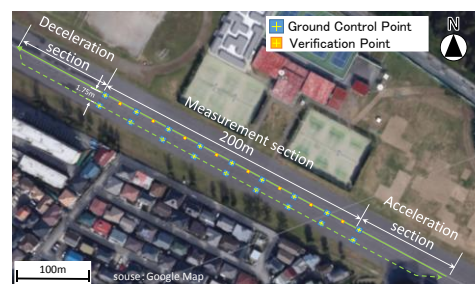 Ground Control Point
Verification Point
N
Deceleration
section
1.75m
Measurement section
200m
Acceleration
section
100m
souse : Google Map